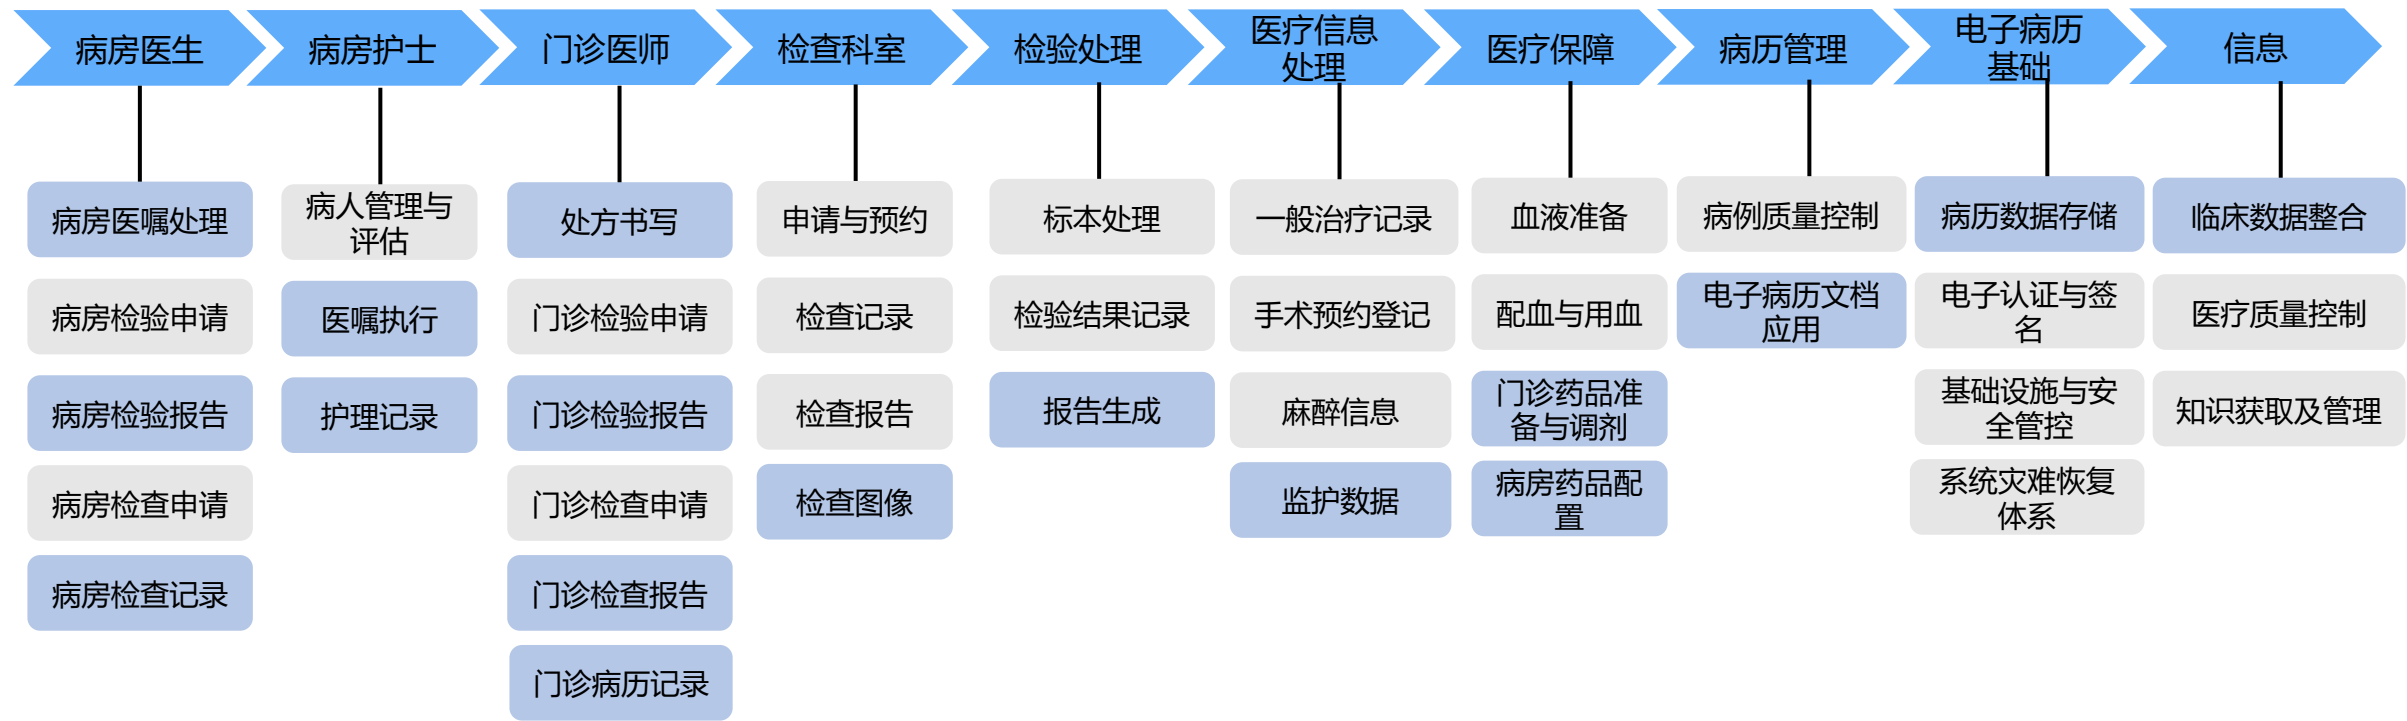 病房医生
病房护士
门诊医师
检查科室
检验处理
医疗信息
处理
医疗保障
病历管理
电子病历
基础
信息
病房医嘱处理
病房检验申请
病房检验报告
病房检查申请
病房检查记录
病人管理与
评估
医嘱执行
护理记录
处方书写
门诊检验申请
门诊检验报告
门诊检查申请
门诊检查报告
门诊病历记录
申请与预约
检查记录
检查报告
检查图像
标本处理
检验结果记录
报告生成
一般治疗记录
手术预约登记
麻醉信息
监护数据
血液准备
配血与用血
门诊药品准
备与调剂
病房药品配
置
病例质量控制
电子病历文档
应用
病历数据存储
电子认证与签
名
基础设施与安
全管控
系统灾难恢复
体系
临床数据整合
医疗质量控制
知识获取及管理